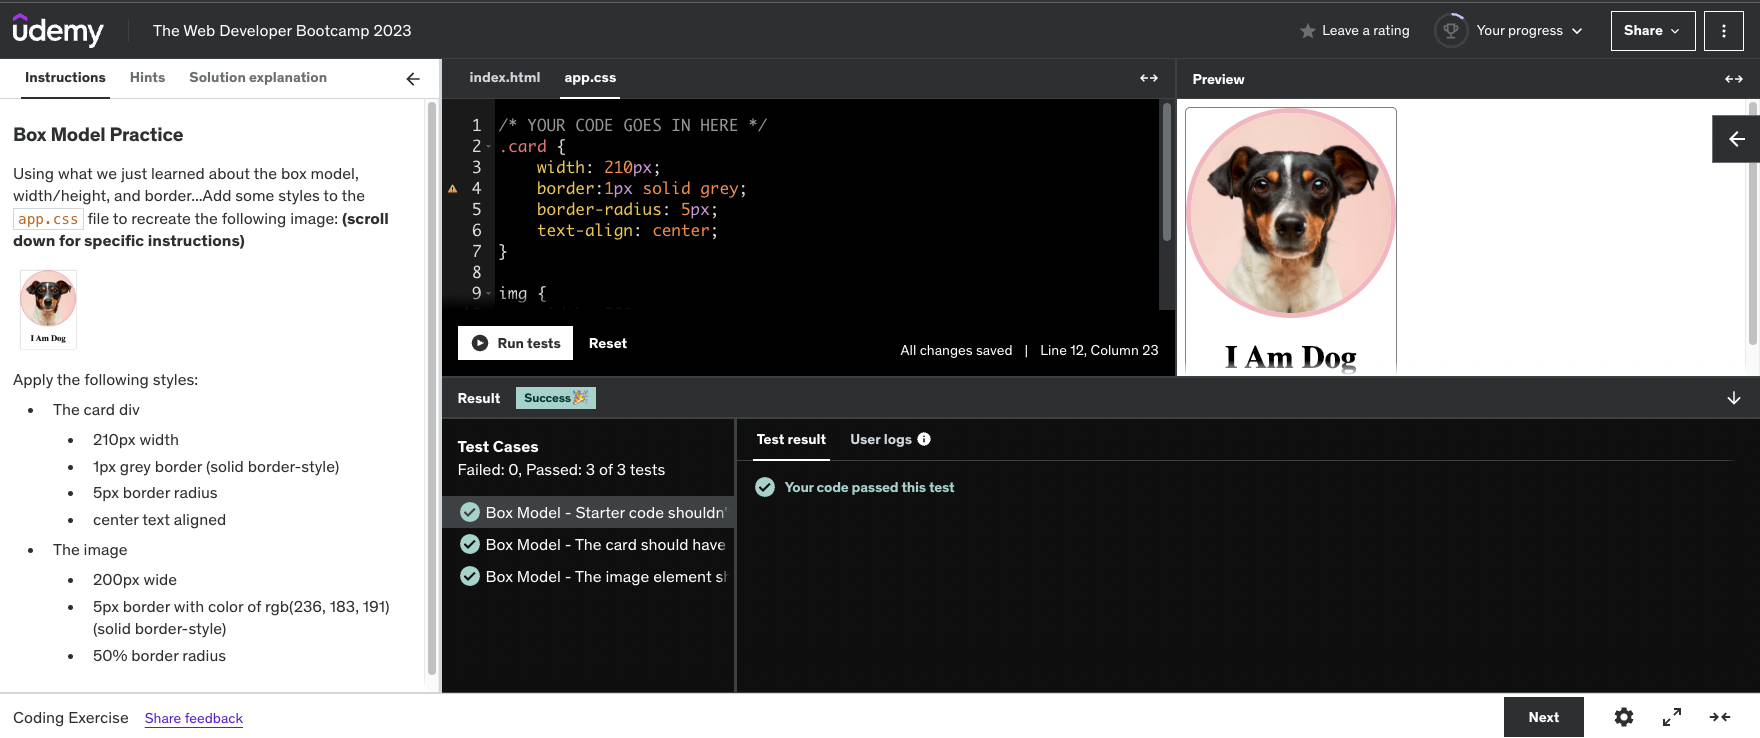 udemy
The Web Developer Bootcamp 2023
Leave a rating
Your progress
Share
Instructions
Hints
Solution explanation
index.html
app.css
Preview
Box Model Practice
Using what we just learned about the box model,
width/height, and border...Add some styles to the
app.css file to recreate the following image: (scroll
down for specific instructions)
I Am Dog
Apply the following styles:
• The card div
• 210px width
• 1px grey border (solid border-style)
• 5px border radius
• center text aligned
• The image
• 200px wide
• 5px border with color of rgb(236, 183, 191)
(solid border-style)
• 50% border radius
1 /* YOUR CODE GOES IN HERE */
2 .card {
3 width: 210px;
4 border:1px solid grey;
5 border-radius: 5px;
6 text-align: center;
7 }
8
9 img {
Run tests
Reset
All changes saved | Line 12, Column 23
I Am Dog
Result
Success
Test Cases
Failed: 0, Passed: 3 of 3 tests
Box Model - Starter code shouldn'
Box Model - The card should have
Box Model - The image element sh
Test result
User logs
Your code passed this test
Coding Exercise
Share feedback
Next